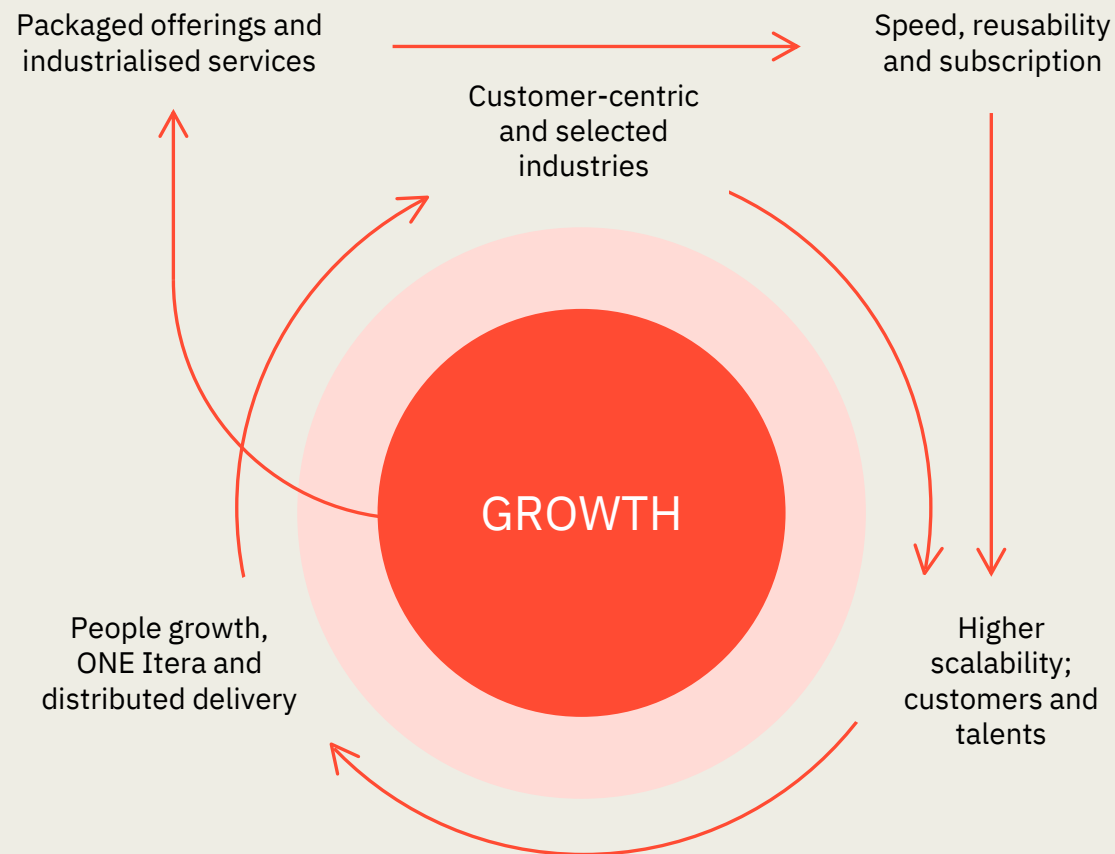 Packaged offerings and
industrialised services
Speed, reusability
and subscription
Customer-centric
and selected
industries
GROWTH
People growth,
ONE Itera and
distributed delivery
Higher
scalability;
customers and
talents